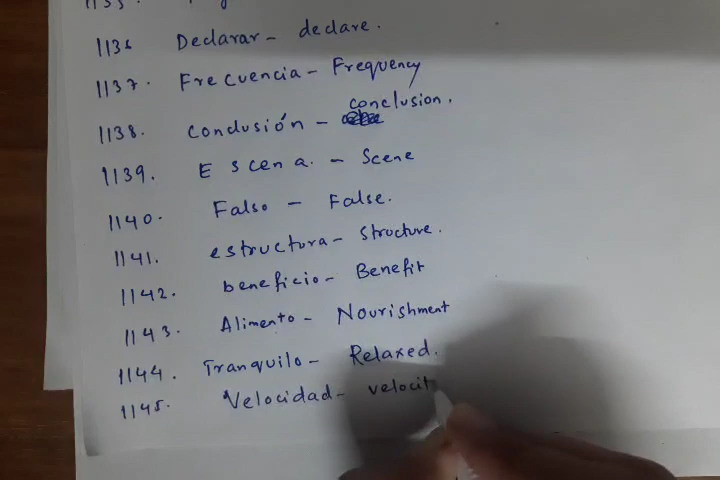 1135.
1136 Declarar - declare.
1137. Frecuencia - Frequency
1138. Conclusión - conclusion.
1139. Escena. - Scene
1140. Falso - False.
1141. estructura - Structure.
1142. beneficio - Benefit
1143. Alimento - Nourishment
1144. Tranquilo - Relaxed.
1145. Velocidad - velocit